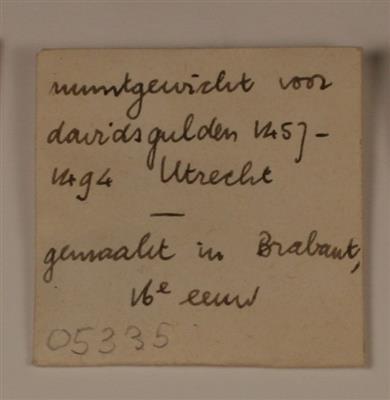 muntgewicht voor
davidsgulden 1457-
1494 Utrecht
—
gemaakt in Brabant,
16e eeuw
05335